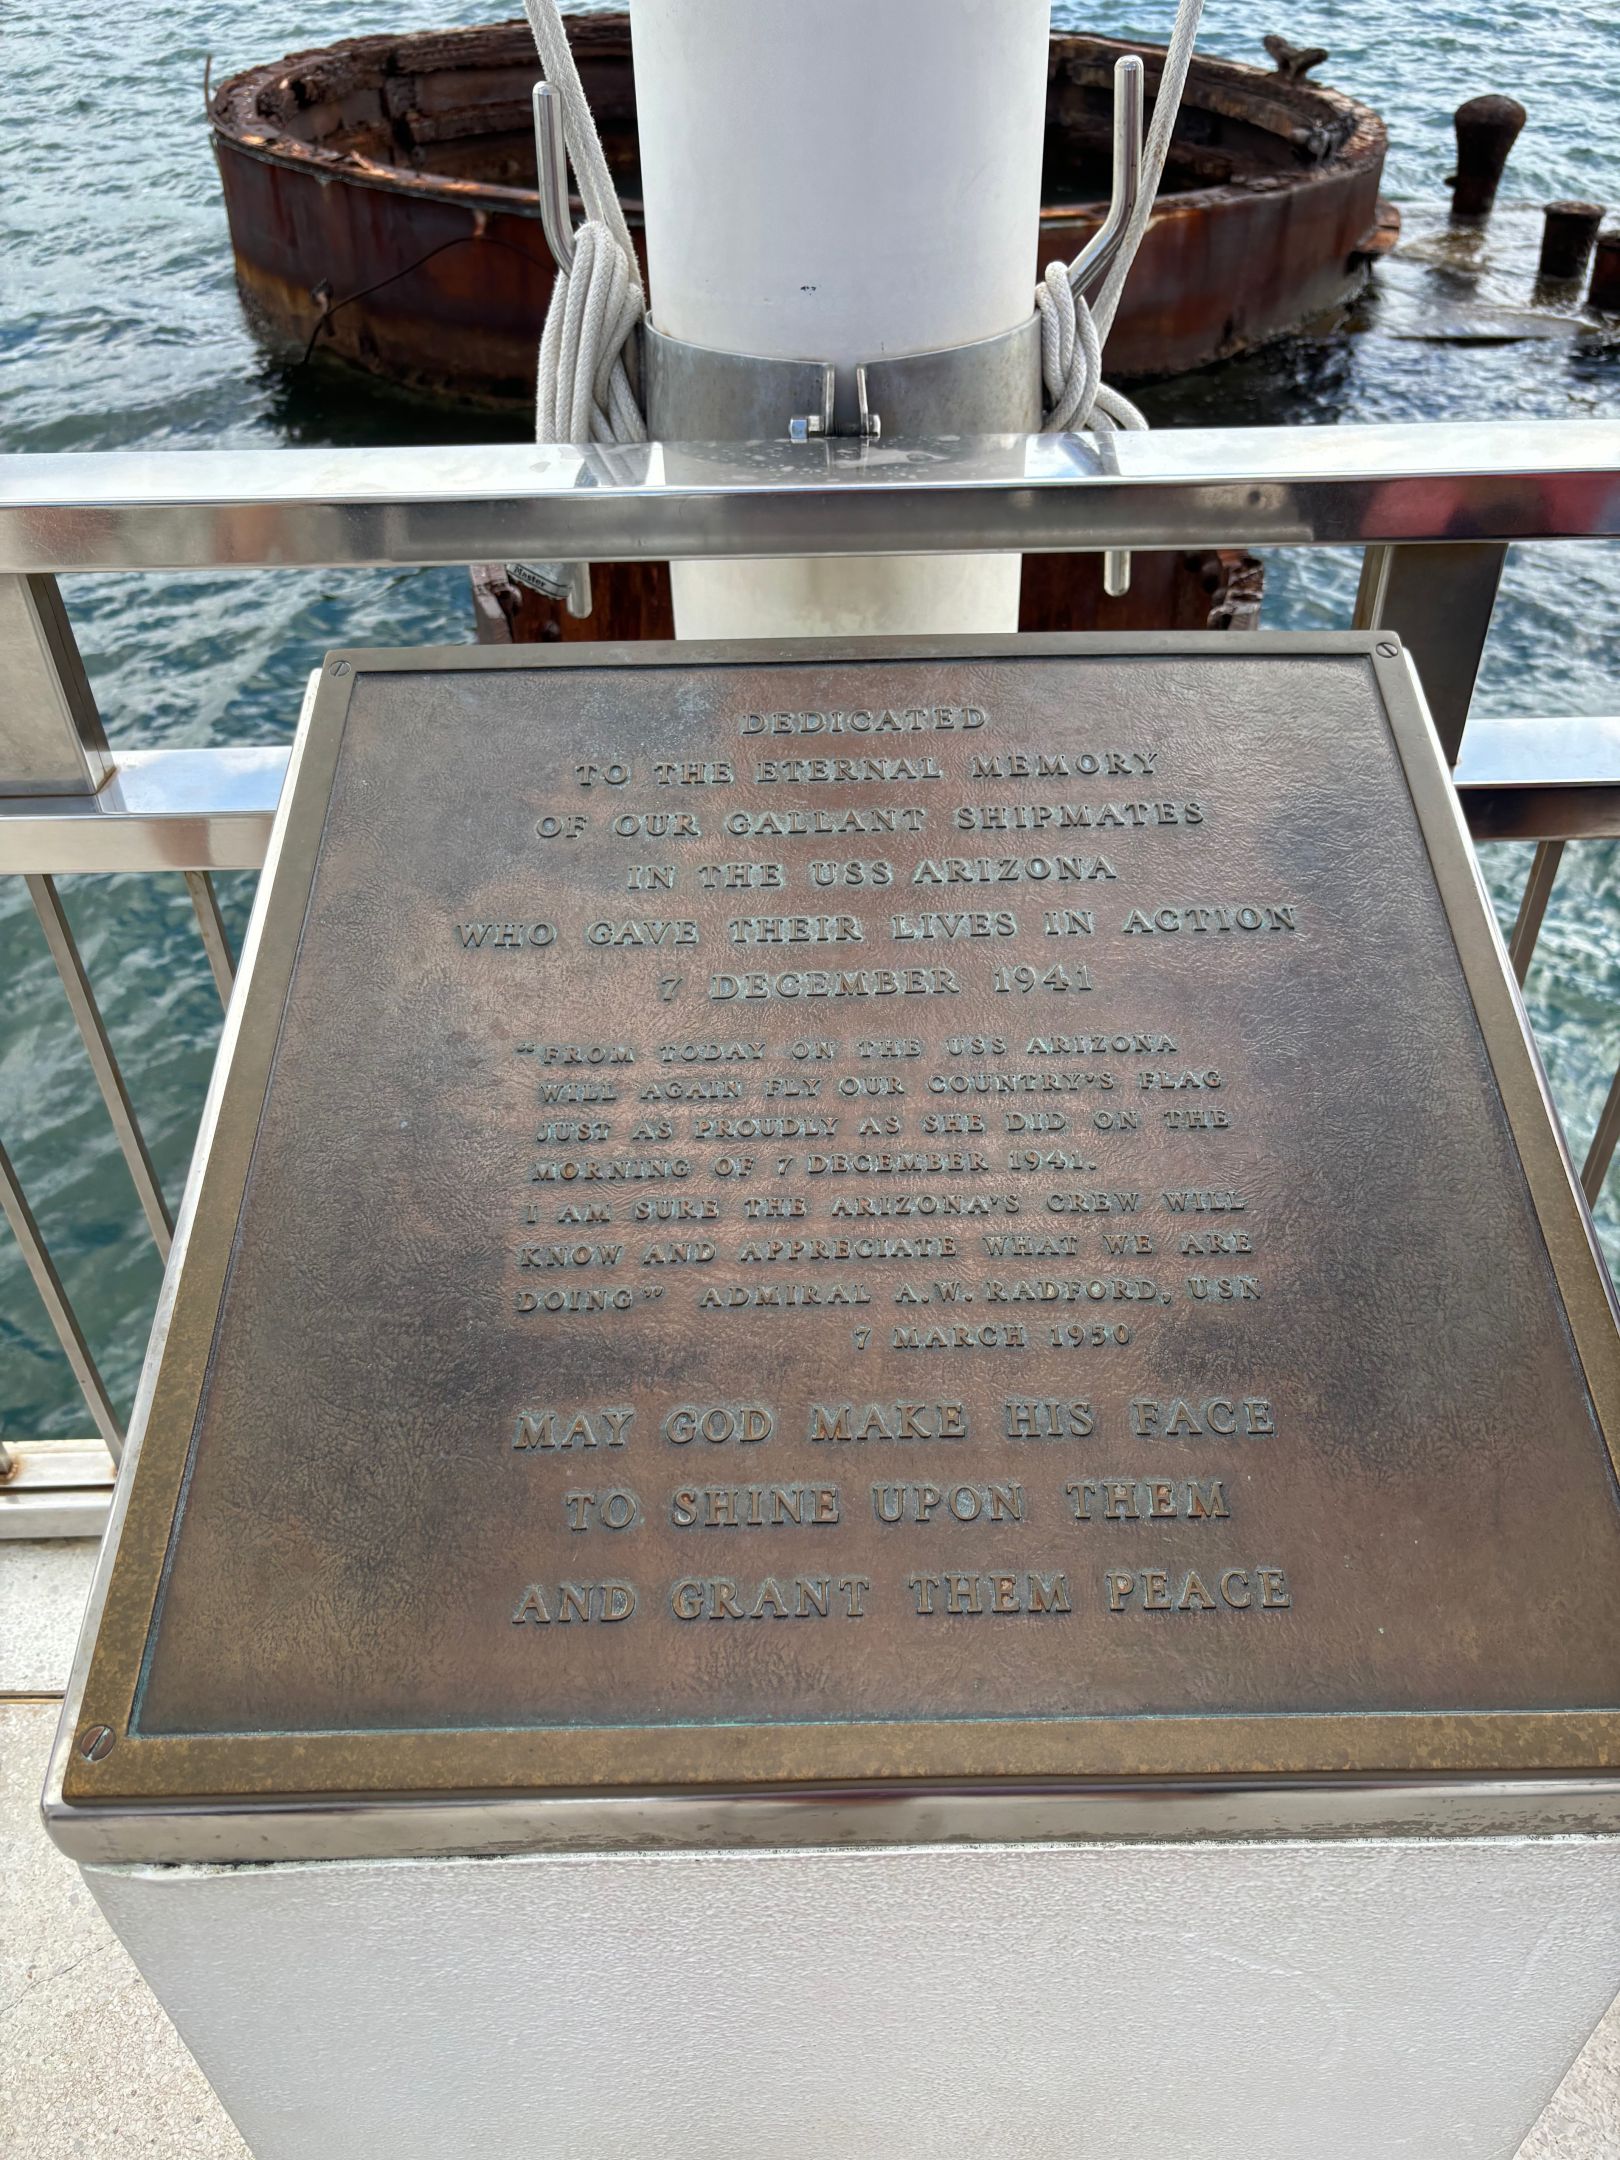 Master
DEDICATED
TO THE ETERNAL MEMORY
OF OUR GALLANT SHIPMATES
IN THE USS ARIZONA
WHO GAVE THEIR LIVES IN ACTION
7 DECEMBER 1941
"FROM TODAY ON THE USS ARIZONA
WILL AGAIN FLY OUR COUNTRY'S FLAG
JUST AS PROUDLY AS SHE DID ON THE
MORNING OF 7 DECEMBER 1941.
I AM SURE THE ARIZONA'S CREW WILL
KNOW AND APPRECIATE WHAT WE ARE
DOING" ADMIRAL A.W. RADFORD, USN
7 MARCH 1950
MAY GOD MAKE HIS FACE
TO SHINE UPON THEM
AND GRANT THEM PEACE